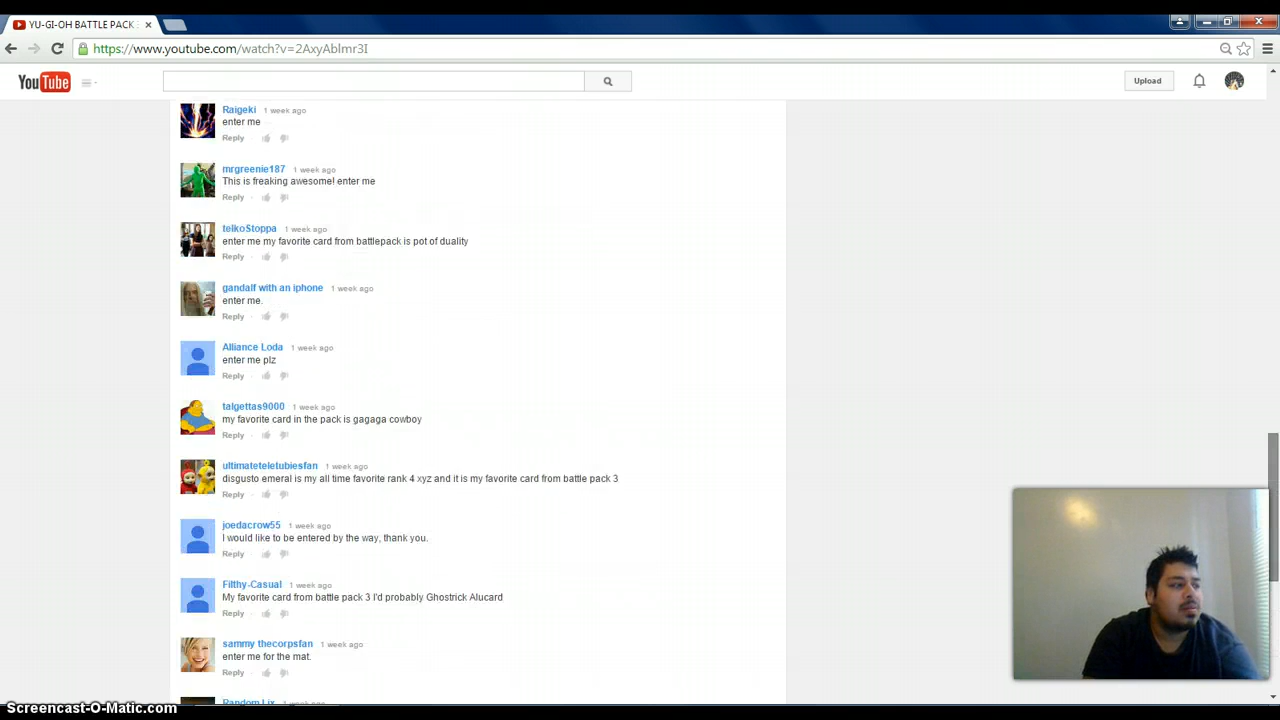 YU-GI-OH BATTLE PACK
https://www.youtube.com/watch?v=2AxyAblmr3I
YouTube
Upload
Raigeki 1 week ago
enter me
Reply
mrgreenie187 1 week ago
This is freaking awesome! enter me
Reply
telkoStoppa 1 week ago
enter me my favorite card from battlepack is pot of duality
Reply
gandalf with an iphone 1 week ago
enter me.
Reply
Alliance Loda 1 week ago
enter me plz
Reply
talgettas9000 1 week ago
my favorite card in the pack is gagaga cowboy
Reply
ultimateteletubiesfan 1 week ago
disgusto emeral is my all time favorite rank 4 xyz and it is my favorite card from battle pack 3
Reply
joedacrow55 1 week ago
I would like to be entered by the way, thank you.
Reply
Filthy-Casual 1 week ago
My favorite card from battle pack 3 I'd probably Ghostrick Alucard
Reply
sammy thecorpsfan 1 week ago
enter me for the mat.
Reply
Random Lix 1 week ago
Screencast-O-Matic.com